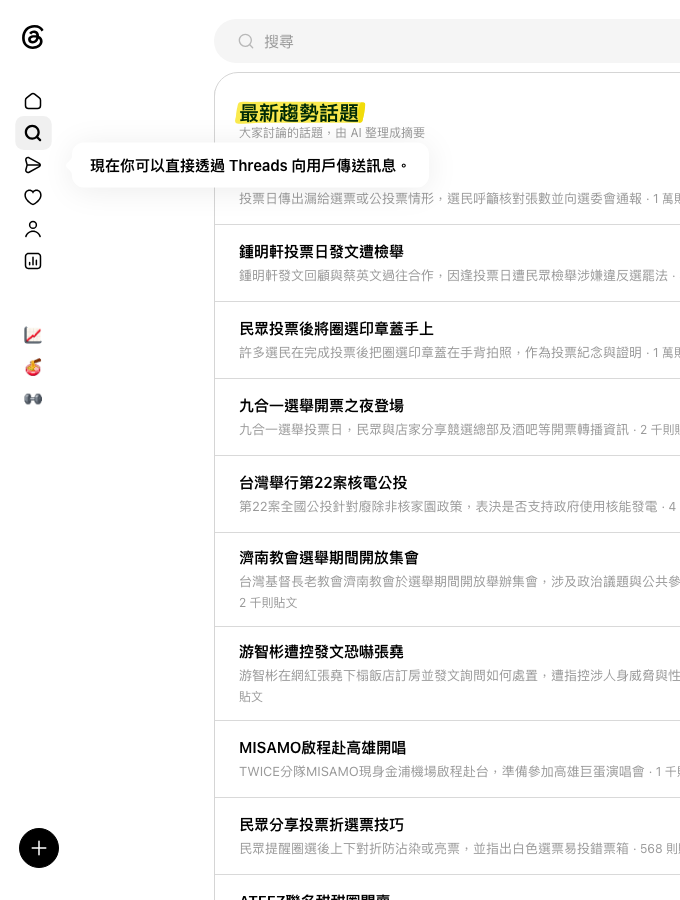 搜尋
最新趨勢話題
大家討論的話題，由 AI 整理成摘要
現在你可以直接透過 Threads 向用戶傳送訊息。
投票日傳出漏給選票或公投票情形，選民呼籲核對張數並向選委會通報 · 1 萬
鍾明軒投票日發文遭檢舉
鍾明軒發文回顧與蔡英文過往合作，因逢投票日遭民眾檢舉涉嫌違反選罷法 ·
民眾投票後將圈選印章蓋手上
許多選民在完成投票後把圈選印章蓋在手背拍照，作為投票紀念與證明 · 1 萬
九合一選舉開票之夜登場
九合一選舉投票日，民眾與店家分享競選總部及酒吧等開票轉播資訊 · 2 千則
台灣舉行第22案核電公投
第22案全國公投針對廢除非核家園政策，表決是否支持政府使用核能發電 · 4
濟南教會選舉期間開放集會
台灣基督長老教會濟南教會於選舉期間開放舉辦集會，涉及政治議題與公共參
2 千則貼文
游智彬遭控發文恐嚇張堯
游智彬在網紅張堯下榻飯店訂房並發文詢問如何處置，遭指控涉人身威脅與性
貼文
MISAMO啟程赴高雄開唱
TWICE分隊MISAMO現身金浦機場啟程赴台，準備參加高雄巨蛋演唱會 · 1 千
民眾分享投票折選票技巧
民眾提醒圈選後上下對折防沾染或亮票，並指出白色選票易投錯票箱 · 568 則